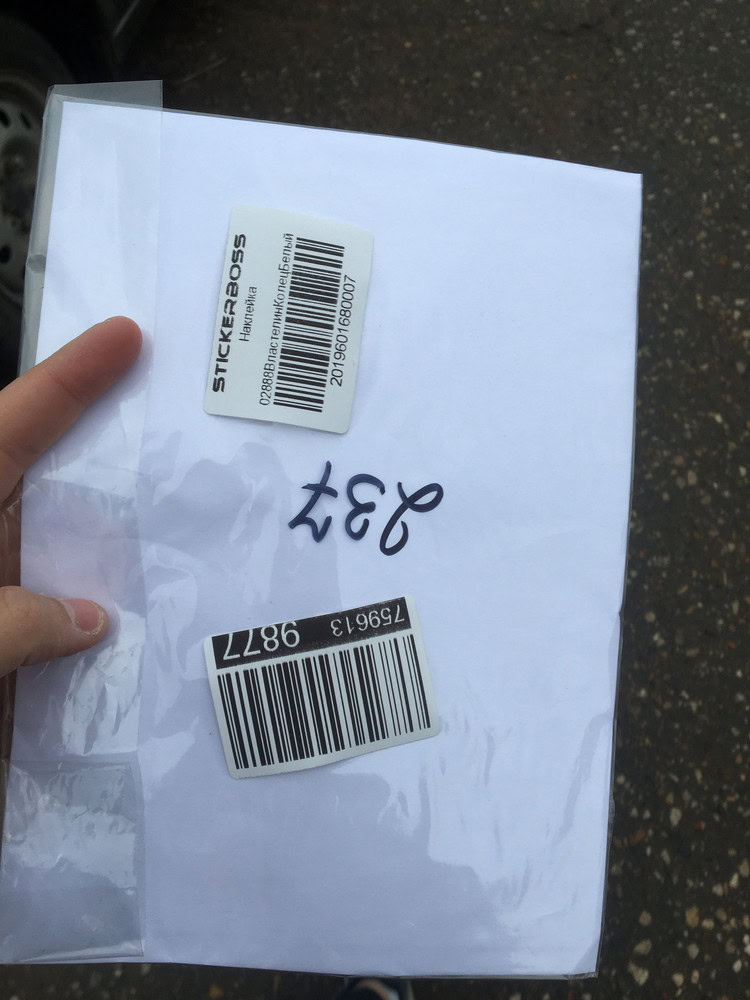 STICKERBOSS
Наклейка
02888ВластелинКолецБелый
2019601680007
237
759613
9877